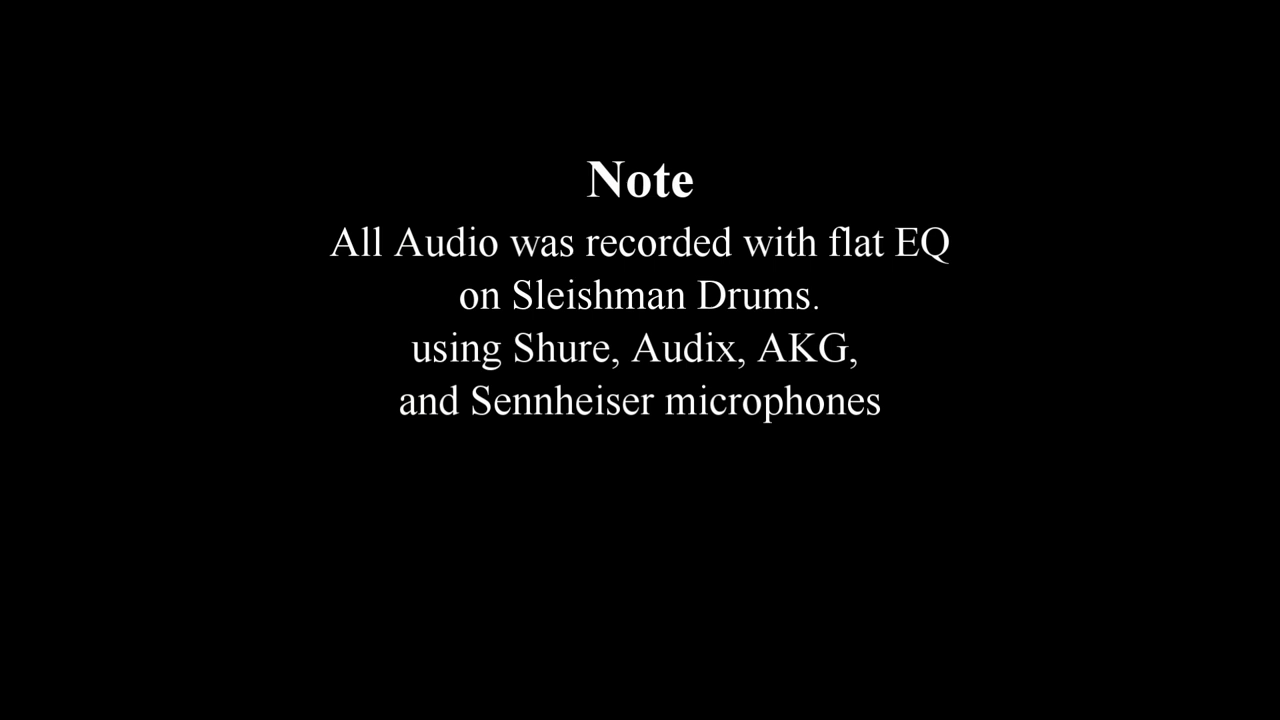 Note
All Audio was recorded with flat EQ
on Sleishman Drums.
using Shure, Audix, AKG,
and Sennheiser microphones